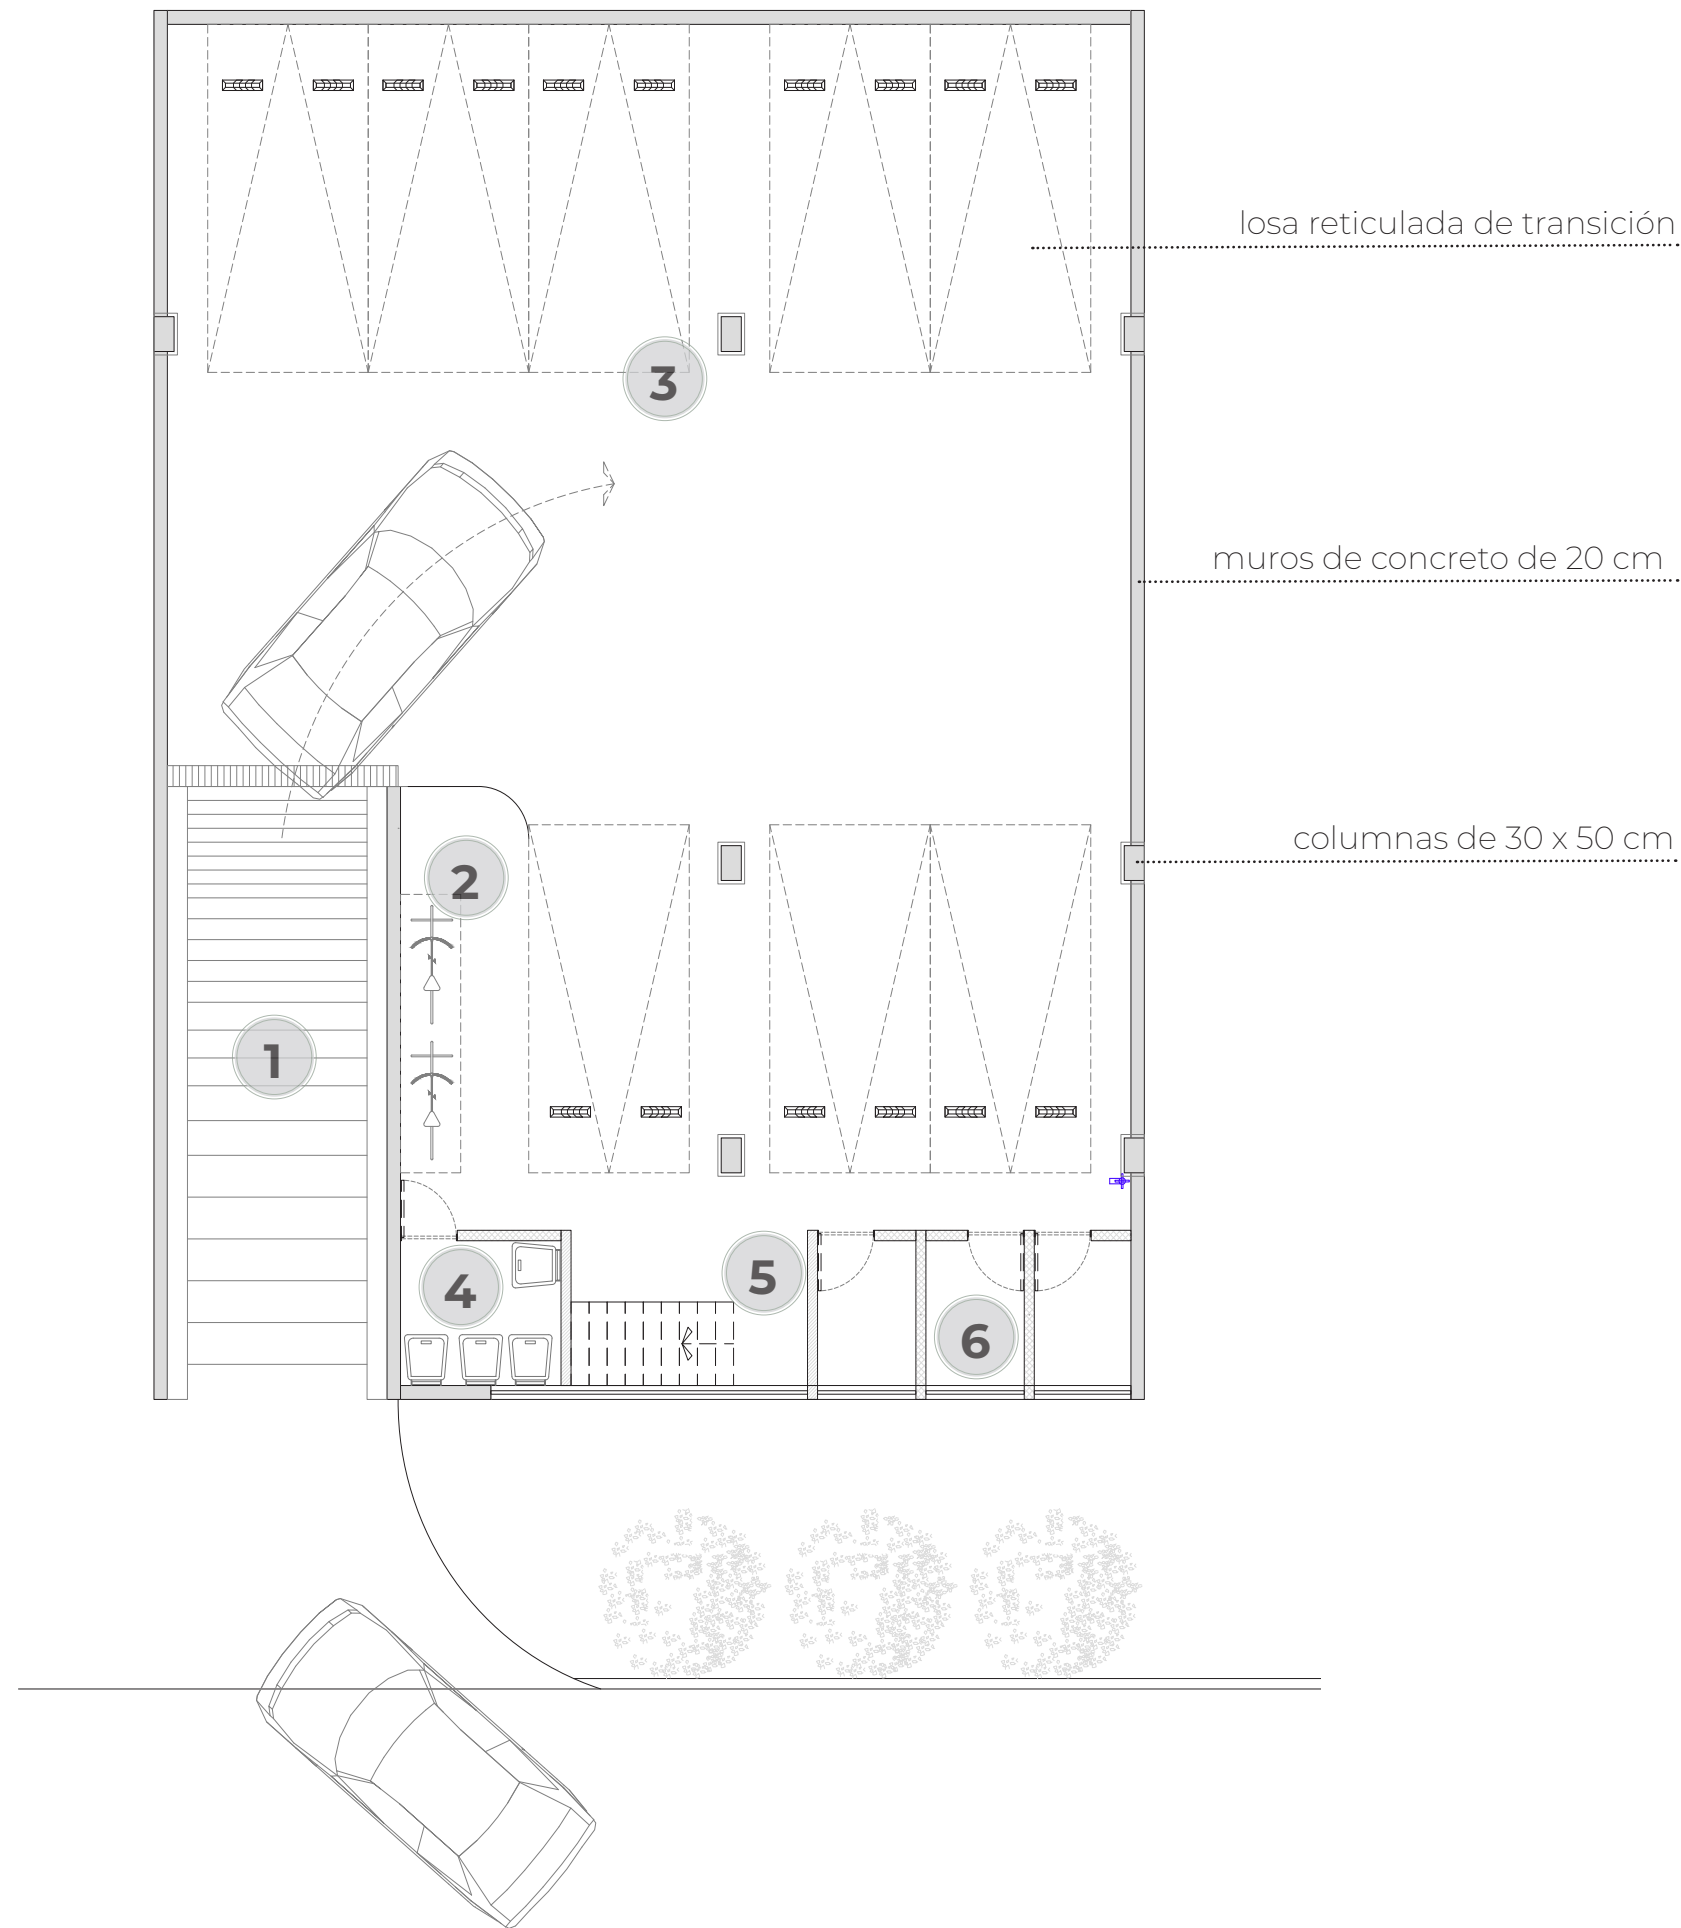 losa reticulada de transición
3
muros de concreto de 20 cm
columnas de 30 x 50 cm
2
1
5
4
6